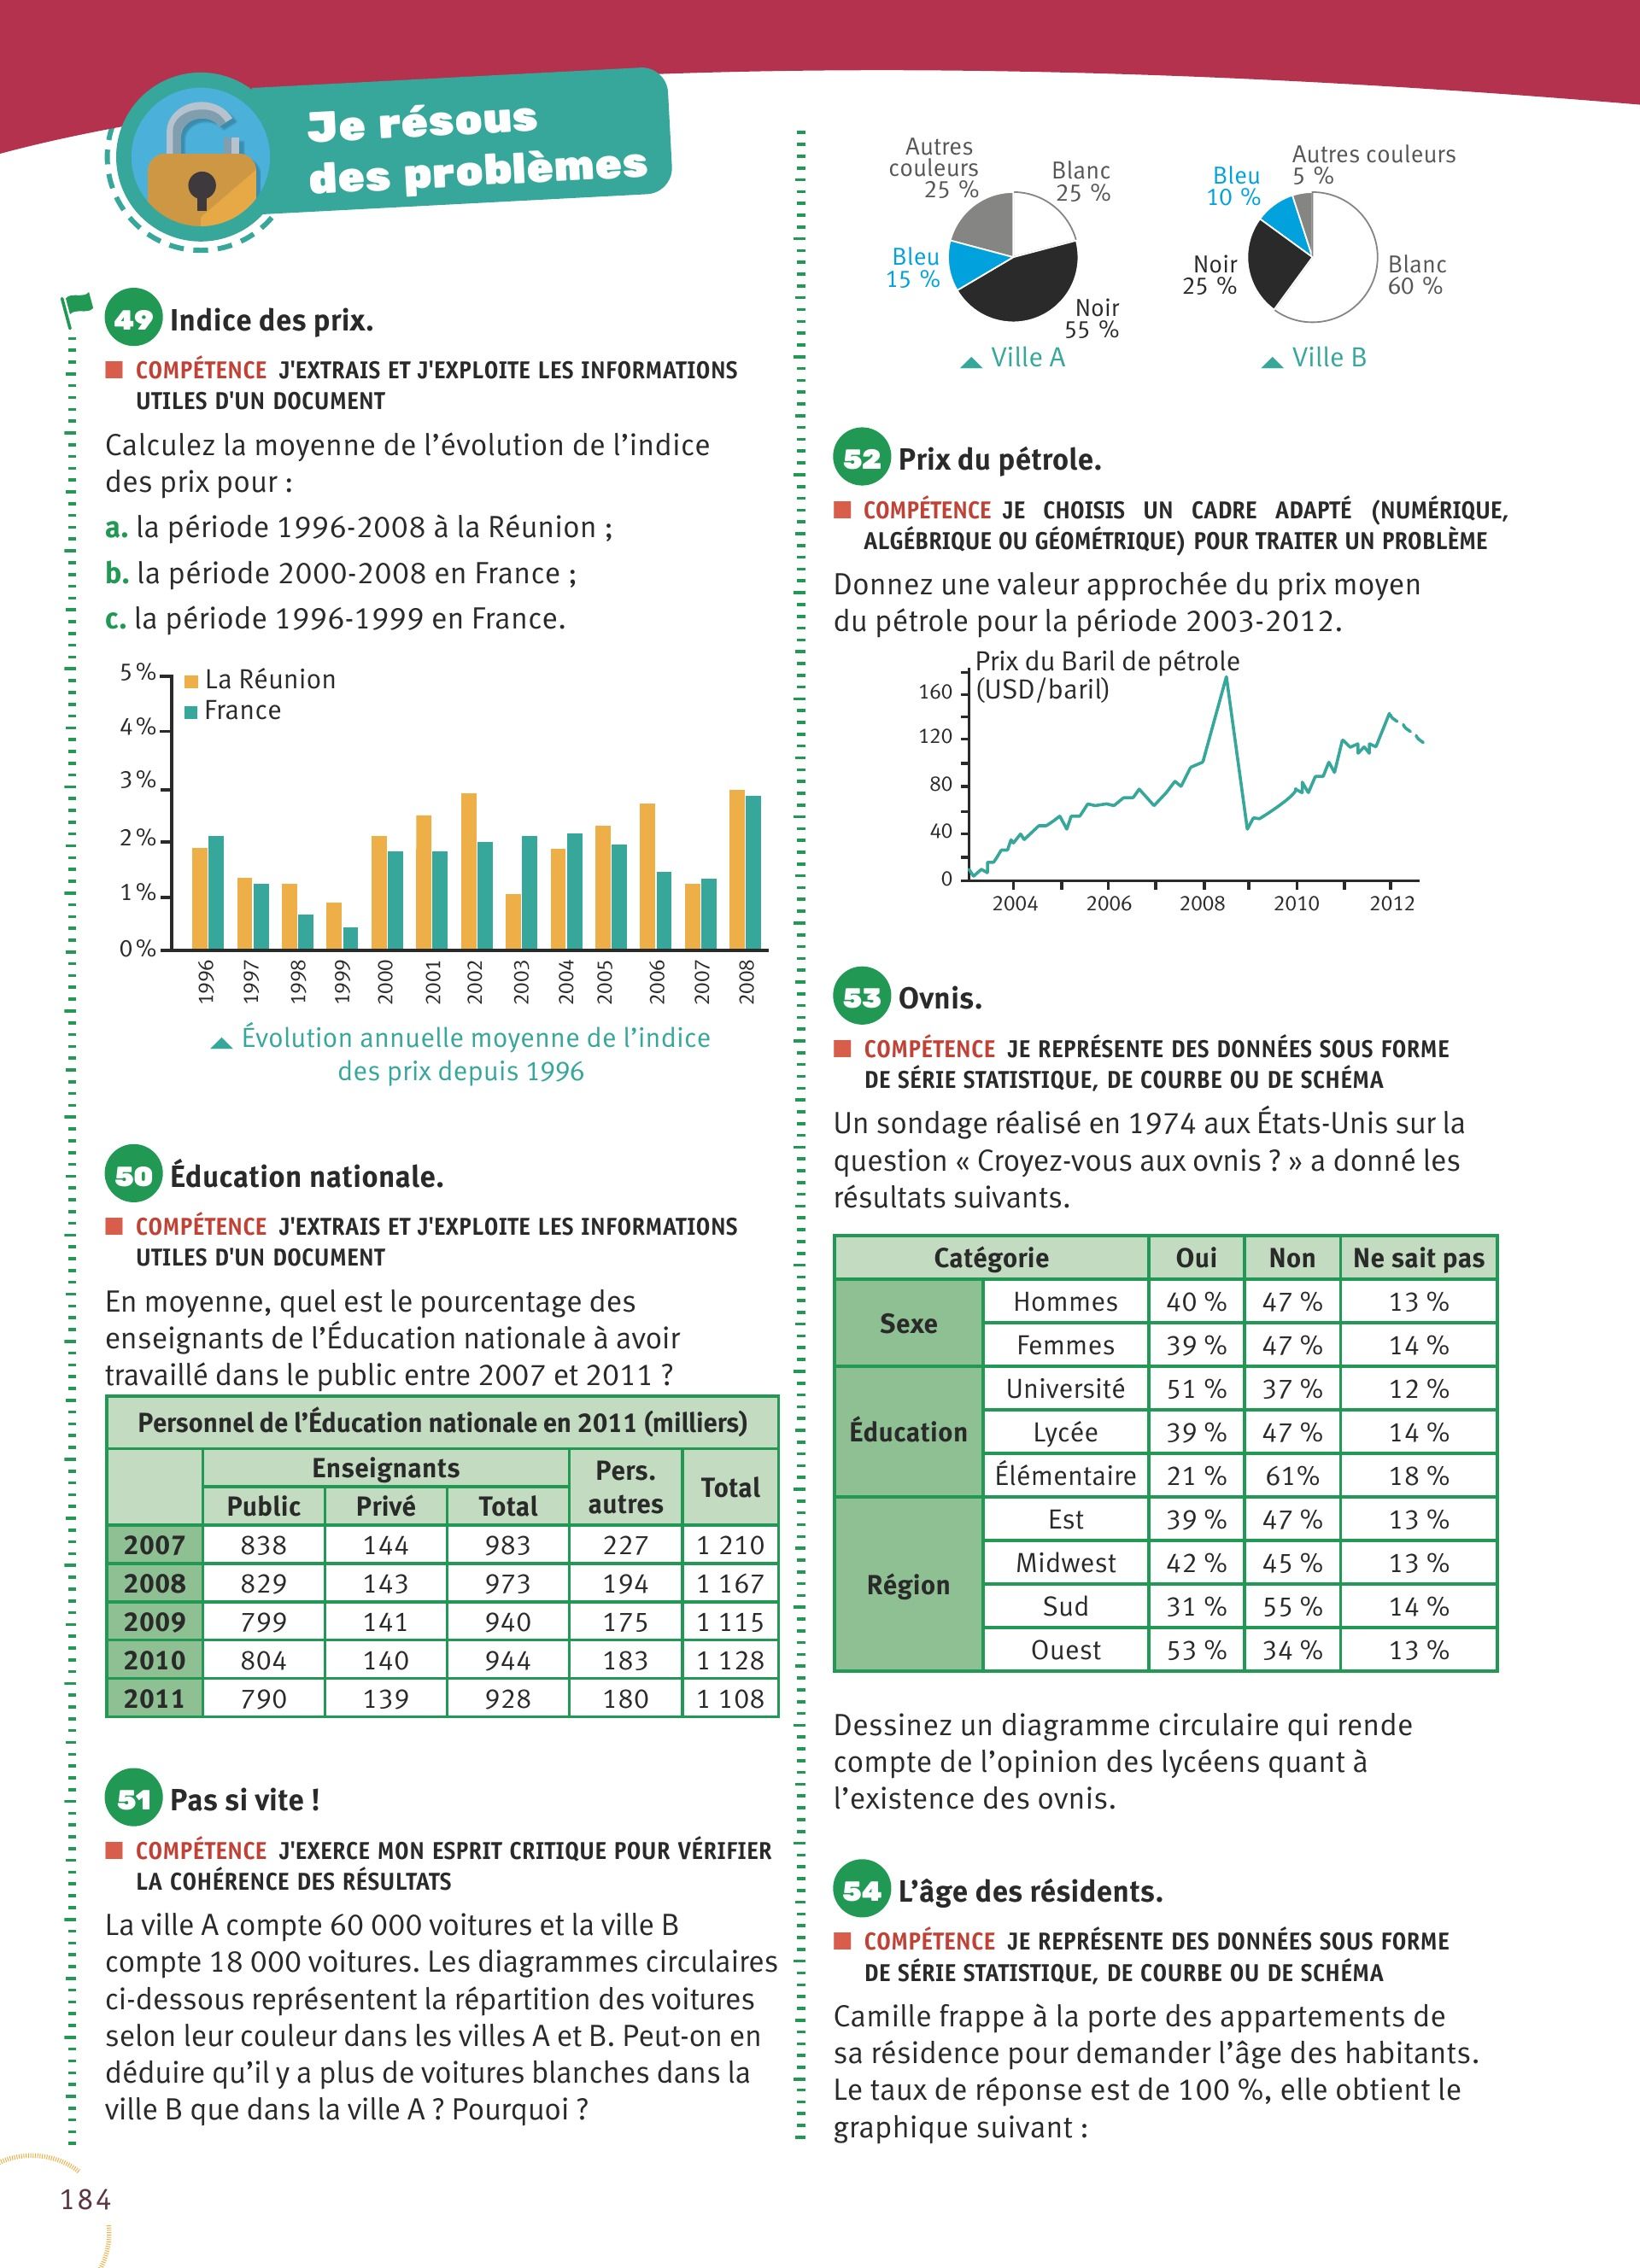 Je résous
des problèmes
49 Indice des prix.
COMPÉTENCE J'EXTRAIS ET J'EXPLOITE LES INFORMATIONS
UTILES D'UN DOCUMENT
Calculez la moyenne de l'évolution de l'indice
des prix pour :
a. la période 1996-2008 à la Réunion ;
b. la période 2000-2008 en France ;
c. la période 1996-1999 en France.
5 %
4 %
3 %
2 %
1 %
0 %
La Réunion
France
1996
1997
1998
1999
2000
2001
2002
2003
2004
2005
2006
2007
2008
Évolution annuelle moyenne de l'indice
des prix depuis 1996
50 Éducation nationale.
COMPÉTENCE J'EXTRAIS ET J'EXPLOITE LES INFORMATIONS
UTILES D'UN DOCUMENT
En moyenne, quel est le pourcentage des
enseignants de l'Éducation nationale à avoir
travaillé dans le public entre 2007 et 2011 ?
Personnel de l'Éducation nationale en 2011 (milliers)
Enseignants Pers. autres Total
Public Privé Total
2007 838 144 983 227 1 210
2008 829 143 973 194 1 167
2009 799 141 940 175 1 115
2010 804 140 944 183 1 128
2011 790 139 928 180 1 108
51 Pas si vite !
COMPÉTENCE J'EXERCE MON ESPRIT CRITIQUE POUR VÉRIFIER
LA COHÉRENCE DES RÉSULTATS
La ville A compte 60 000 voitures et la ville B
compte 18 000 voitures. Les diagrammes circulaires
ci-dessous représentent la répartition des voitures
selon leur couleur dans les villes A et B. Peut-on en
déduire qu'il y a plus de voitures blanches dans la
ville B que dans la ville A ? Pourquoi ?
184
Autres
couleurs
25 %
Blanc
25 %
Bleu
15 %
Noir
55 %
Ville A
Autres couleurs
5 %
Bleu
10 %
Noir
25 %
Blanc
60 %
Ville B
52 Prix du pétrole.
COMPÉTENCE JE CHOISIS UN CADRE ADAPTÉ (NUMÉRIQUE,
ALGÉBRIQUE OU GÉOMÉTRIQUE) POUR TRAITER UN PROBLÈME
Donnez une valeur approchée du prix moyen
du pétrole pour la période 2003-2012.
Prix du Baril de pétrole
(USD/baril)
160
120
80
40
0
2004 2006 2008 2010 2012
53 Ovnis.
COMPÉTENCE JE REPRÉSENTE DES DONNÉES SOUS FORME
DE SÉRIE STATISTIQUE, DE COURBE OU DE SCHÉMA
Un sondage réalisé en 1974 aux États-Unis sur la
question « Croyez-vous aux ovnis ? » a donné les
résultats suivants.
Catégorie Oui Non Ne sait pas
Sexe Hommes 40 % 47 % 13 %
Femmes 39 % 47 % 14 %
Éducation Université 51 % 37 % 12 %
Lycée 39 % 47 % 14 %
Élémentaire 21 % 61% 18 %
Région Est 39 % 47 % 13 %
Midwest 42 % 45 % 13 %
Sud 31 % 55 % 14 %
Ouest 53 % 34 % 13 %
Dessinez un diagramme circulaire qui rende
compte de l'opinion des lycéens quant à
l'existence des ovnis.
54 L'âge des résidents.
COMPÉTENCE JE REPRÉSENTE DES DONNÉES SOUS FORME
DE SÉRIE STATISTIQUE, DE COURBE OU DE SCHÉMA
Camille frappe à la porte des appartements de
sa résidence pour demander l'âge des habitants.
Le taux de réponse est de 100 %, elle obtient le
graphique suivant :